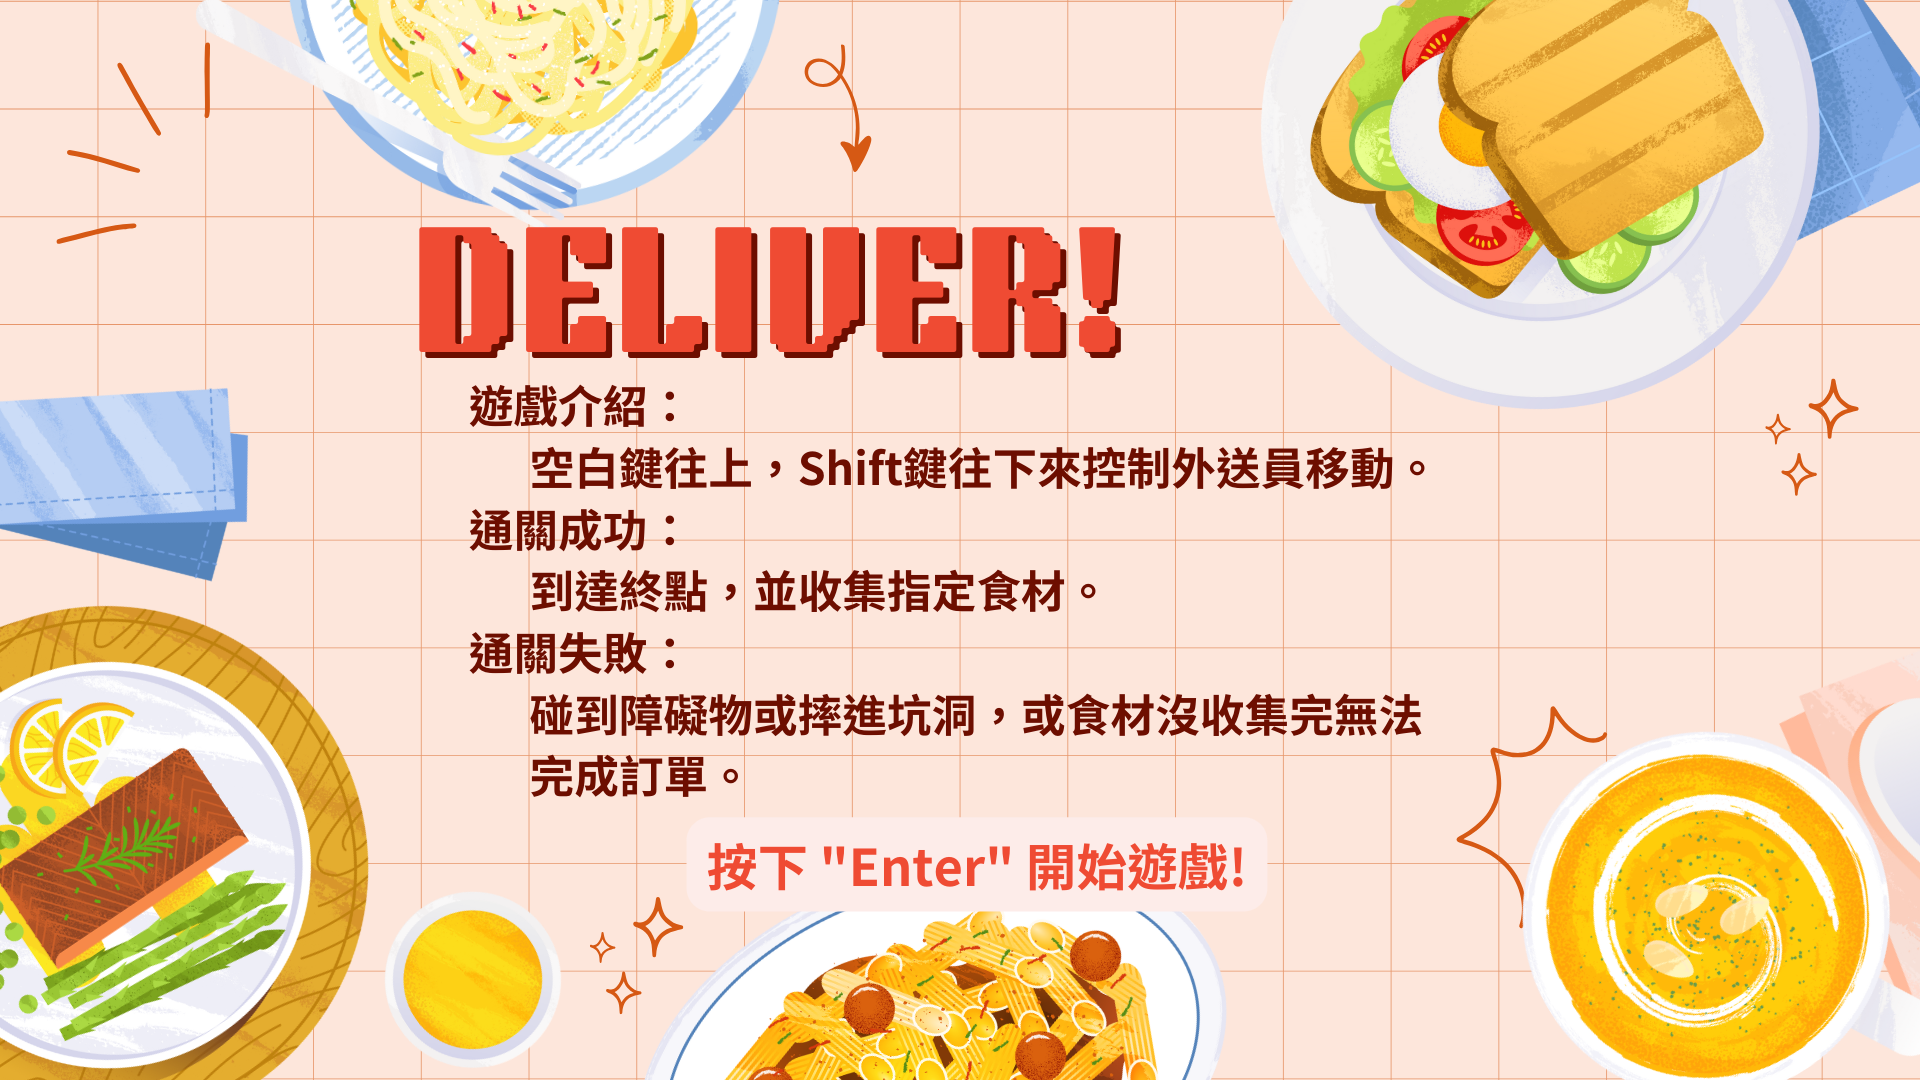 DELIVER!
遊戲介紹：
空白鍵往上，Shift鍵往下來控制外送員移動。
通關成功：
到達終點，並收集指定食材。
通關失敗：
碰到障礙物或摔進坑洞，或食材沒收集完無法
完成訂單。
按下 "Enter" 開始遊戲!